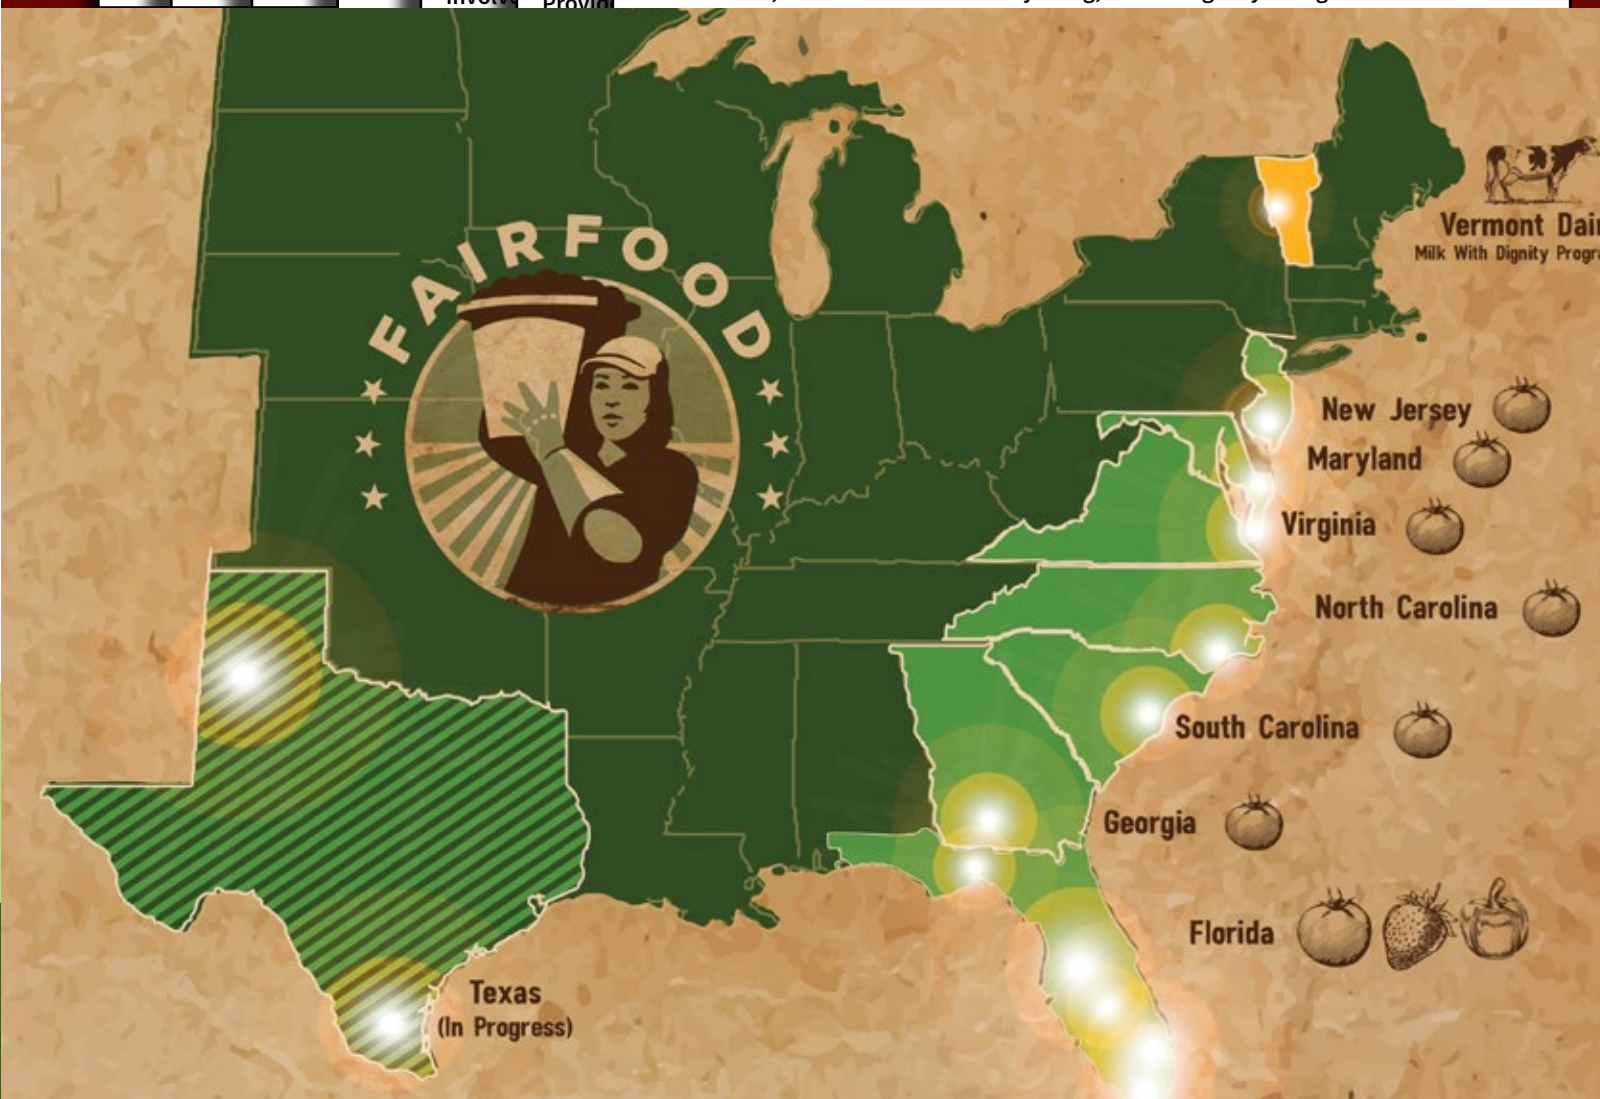 FAIRFOOD
Vermont Dai
Milk With Dignity Progr
New Jersey
Maryland
Virginia
North Carolina
South Carolina
Georgia
Florida
Texas
(In Progress)